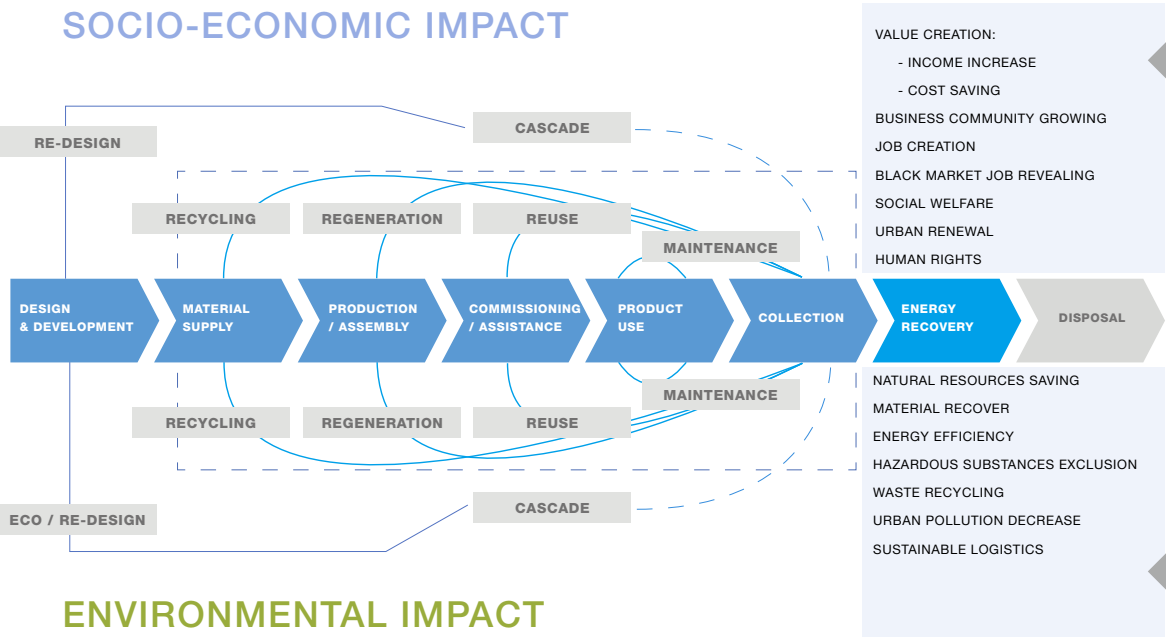 SOCIO-ECONOMIC IMPACT
VALUE CREATION:
- INCOME INCREASE
- COST SAVING
BUSINESS COMMUNITY GROWING
JOB CREATION
BLACK MARKET JOB REVEALING
SOCIAL WELFARE
URBAN RENEWAL
HUMAN RIGHTS
CASCADE
RE-DESIGN
RECYCLING
REGENERATION
REUSE
MAINTENANCE
DESIGN
& DEVELOPMENT
MATERIAL
SUPPLY
PRODUCTION
/ ASSEMBLY
COMMISSIONING
/ ASSISTANCE
PRODUCT
USE
COLLECTION
ENERGY
RECOVERY
DISPOSAL
MAINTENANCE
RECYCLING
REGENERATION
REUSE
CASCADE
ECO / RE-DESIGN
NATURAL RESOURCES SAVING
MATERIAL RECOVER
ENERGY EFFICIENCY
HAZARDOUS SUBSTANCES EXCLUSION
WASTE RECYCLING
URBAN POLLUTION DECREASE
SUSTAINABLE LOGISTICS
ENVIRONMENTAL IMPACT